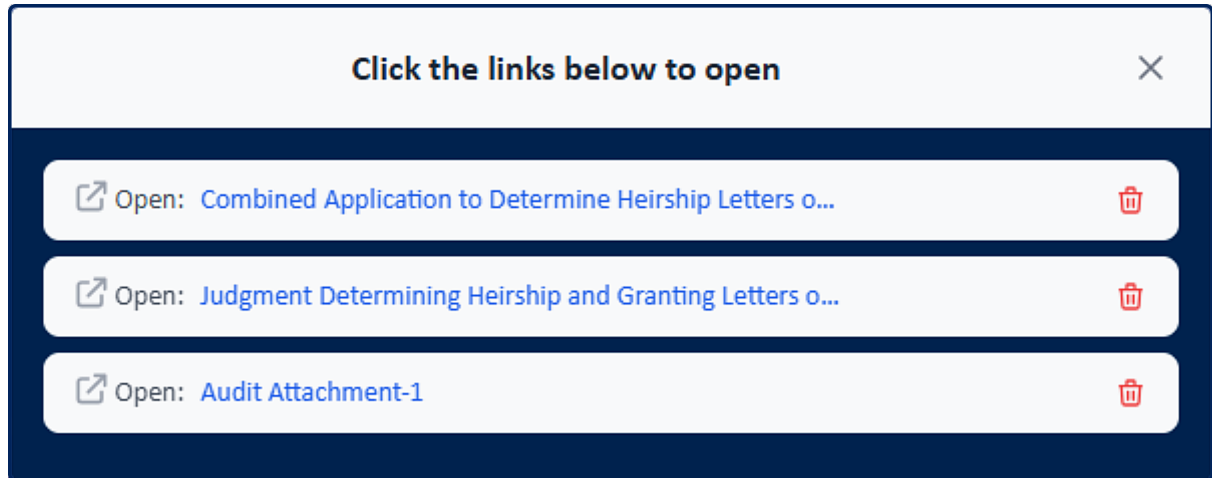 Click the links below to open
Open: Combined Application to Determine Heirship Letters o...
Open: Judgment Determining Heirship and Granting Letters o...
Open: Audit Attachment-1